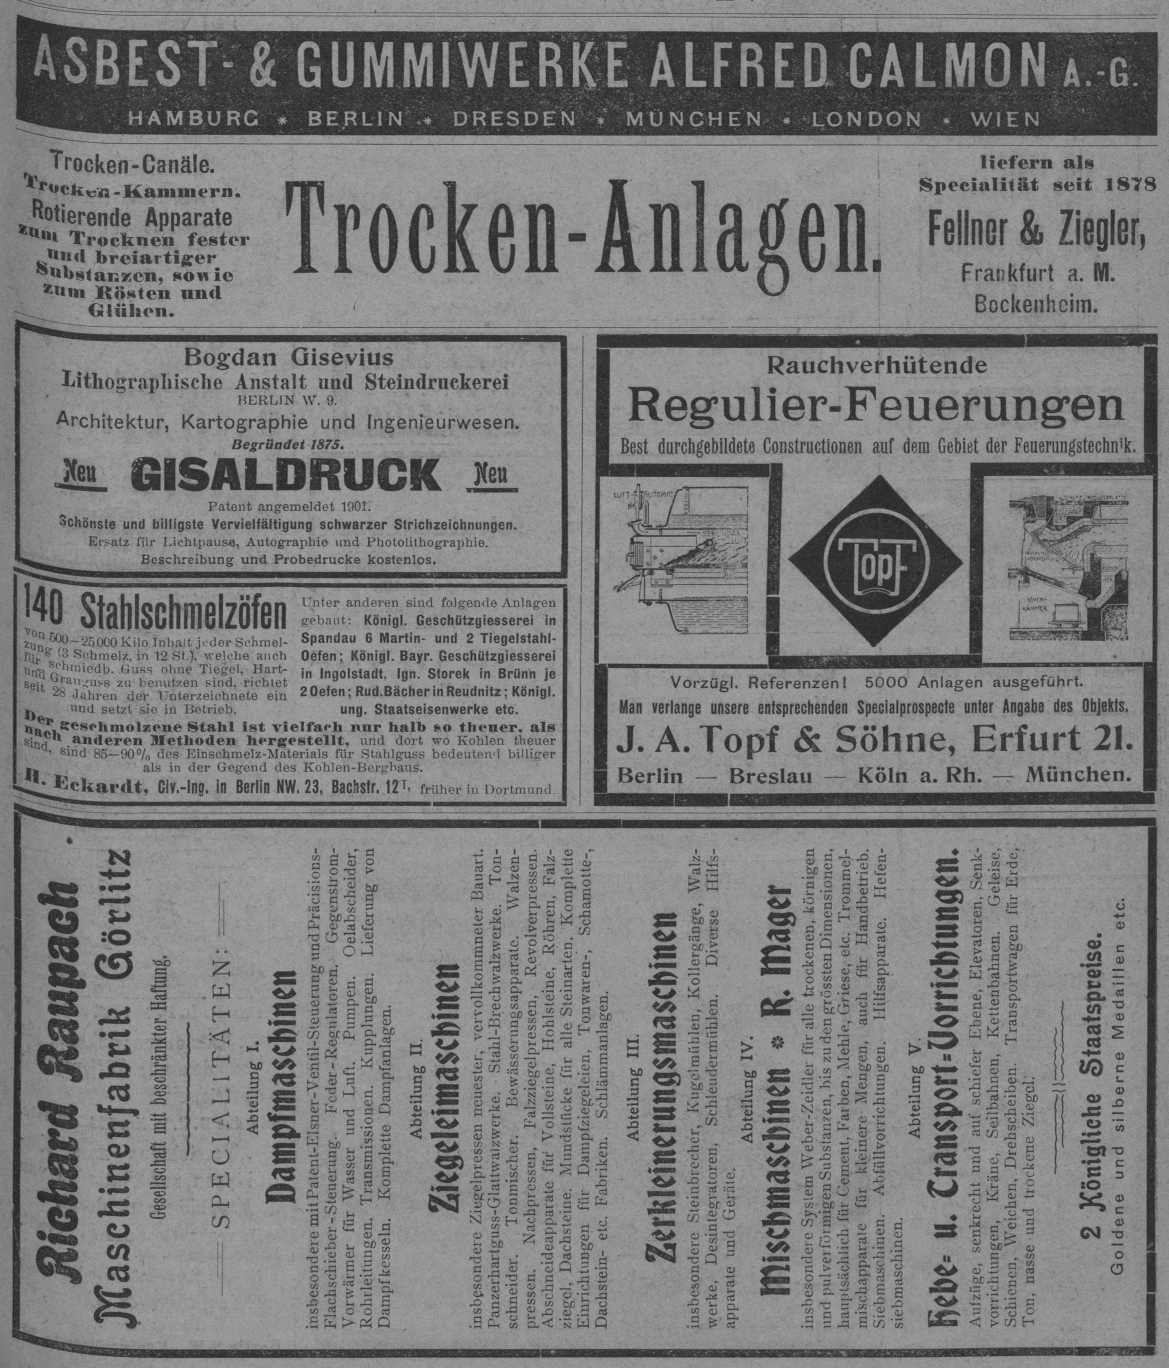 ASBEST- & GUMMIWERKE ALFRED CALMON A.-G.
HAMBURG * BERLIN * DRESDEN * MÜNCHEN * LONDON * WIEN
Trocken-Canäle.
Trocken-Kammern.
Rotierende Apparate
zum Trocknen fester
und breiartiger
Substanzen, sowie
zum Rösten und
Glühen.
Trocken-Anlagen.
liefern als
Specialität seit 1878
Fellner & Ziegler,
Frankfurt a. M.
Bockenheim.
Bogdan Gisevius
Lithographische Anstalt und Steindruckerei
BERLIN W. 9.
Architektur, Kartographie und Ingenieurwesen.
Begründet 1875.
Neu GISALDRUCK Neu
Patent angemeldet 1901.
Schönste und billigste Vervielfältigung schwarzer Strichzeichnungen.
Ersatz für Lichtpause, Autographie und Photolithographie.
Beschreibung und Probedrucke kostenlos.
140 Stahlschmelzöfen
von 500—25000 Kilo Inhalt jeder Schmel-
zung (3 Schmelz. in 12 St.), welche auch
für schmiedb. Guss ohne Tiegel, Hart-
und Grauguss zu benutzen sind, richtet
seit 28 Jahren der Unterzeichnete ein
und setzt sie in Betrieb.
Unter anderen sind folgende Anlagen
gebaut: Königl. Geschützgiesserei in
Spandau 6 Martin- und 2 Tiegelstahl-
Oefen; Königl. Bayr. Geschützgiesserei
in Ingolstadt, Ign. Storek in Brünn je
2 Oefen; Rud. Bächer in Reudnitz; Königl.
ung. Staatseisenwerke etc.
Der geschmolzene Stahl ist vielfach nur halb so theuer, als
nach anderen Methoden hergestellt, und dort wo Kohlen theuer
sind, sind 85—90% des Einschmelz-Materials für Stahlguss bedeutend billiger
als in der Gegend des Kohlen-Bergbaus.
H. Eckardt, Civ.-Ing. in Berlin NW. 23, Bachstr. 12 I, früher in Dortmund
Rauchverhütende
Regulier-Feuerungen
Best durchgebildete Constructionen auf dem Gebiet der Feuerungstechnik.
LUFT-AUTOMAT
TOPF
Vorzügl. Referenzen! 5000 Anlagen ausgeführt.
Man verlange unsere entsprechenden Specialprospecte unter Angabe des Objekts.
J. A. Topf & Söhne, Erfurt 21.
Berlin — Breslau — Köln a. Rh. — München.
Richard Raupach
Maschinenfabrik Görlitz
Gesellschaft mit beschränkter Haftung.
SPECIALITÄTEN:
Abteilung I.
Dampfmaschinen
insbesondere mit Patent-Elsner-Ventil-Steuerung und Präcisions-
Flachschieber-Steuerung. Feder-Regulatoren. Gegenstrom-
Vorwärmer für Wasser und Luft. Pumpen. Oelabscheider,
Rohrleitungen. Transmissionen. Kupplungen. Lieferung von
Dampfkesseln. Komplette Dampfanlagen.
Abteilung II.
Ziegeleimaschinen
insbesondere Ziegelpressen neuester, vervollkommneter Bauart.
Panzerhartguss-Glattwalzwerke. Stahl-Brechwalzwerke. Ton-
schneider. Tonmischer. Bewässerungsapparate. Walzen-
pressen. Nachpressen, Falzziegelpressen, Revolverpressen.
Abschneideapparate für Vollsteine, Hohlsteine, Röhren, Falz-
ziegel, Dachsteine. Mundstücke für alle Steinarten. Komplette
Einrichtungen für Dampfziegeleien, Tonwaren-, Schamotte-,
Dachstein- etc. Fabriken. Schlämmanlagen.
Abteilung III.
Zerkleinerungsmaschinen
insbesondere Steinbrecher, Kugelmühlen, Kollergänge, Walz-
werke, Desintegratoren, Schleudermühlen. Diverse Hilfs-
apparate und Geräte.
Abteilung IV.
Mischmaschinen * R. Mager
insbesondere System Weber-Zeidler für alle trockenen, körnigen
und pulverförmigen Substanzen, bis zu den grössten Dimensionen,
hauptsächlich für Cement, Farben, Mehle, Griese, etc. Trommel-
mischapparate für kleinere Mengen, auch für Handbetrieb.
Siebmaschinen. Abfüllvorrichtungen. Hilfsapparate. Hefen-
siebmaschinen.
Abteilung V.
Hebe- u. Transport-Vorrichtungen.
Aufzüge, senkrecht und auf schiefer Ebene, Elevatoren, Senk-
vorrichtungen, Kräne, Seilbahnen, Kettenbahnen. Geleise,
Schienen, Weichen, Drehscheiben. Transportwagen für Erde,
Ton, nasse und trockene Ziegel.
2 Königliche Staatspreise.
Goldene und silberne Medaillen etc.